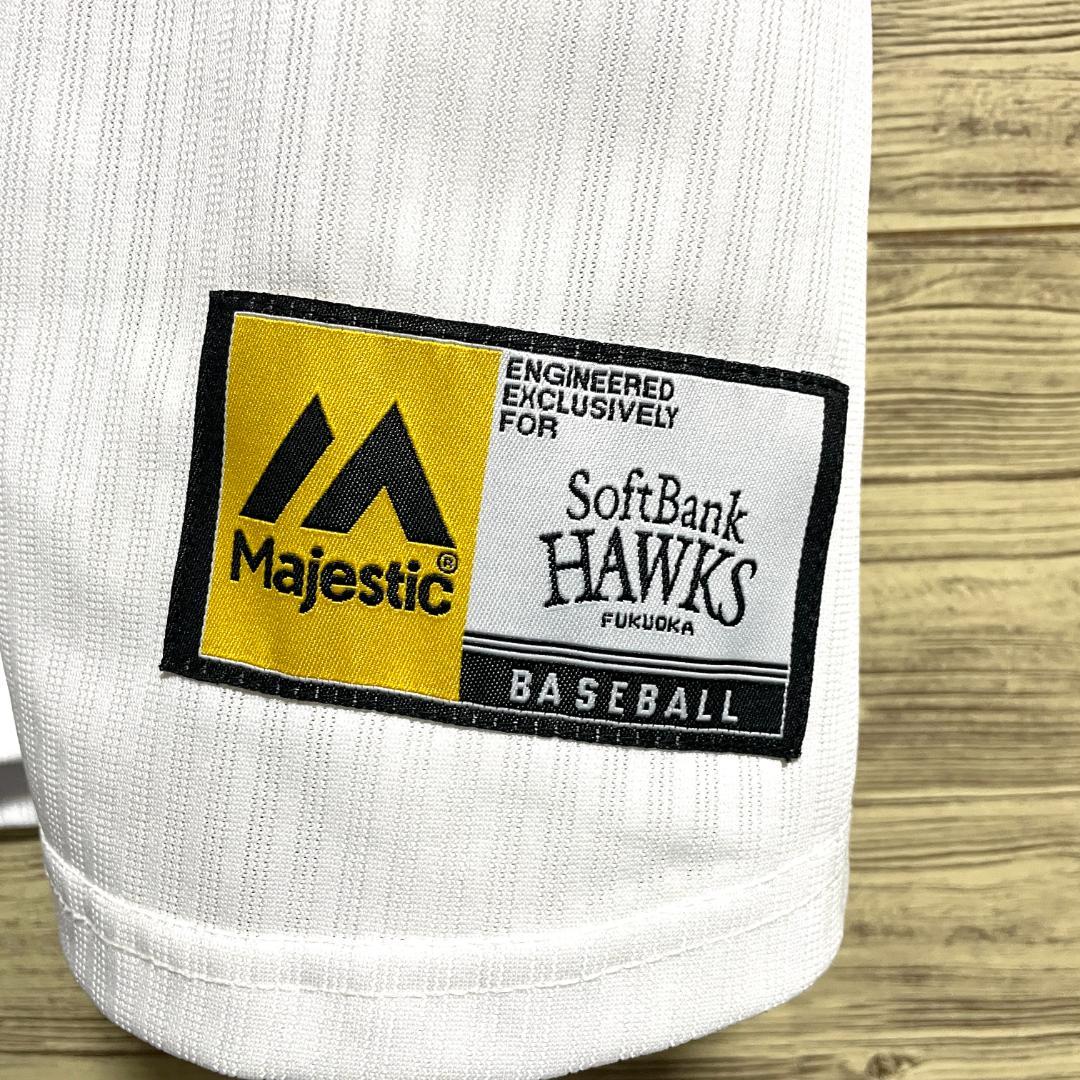 Majestic®
ENGINEERED
EXCLUSIVELY
FOR
SoftBank
HAWKS
FUKUOKA
BASEBALL